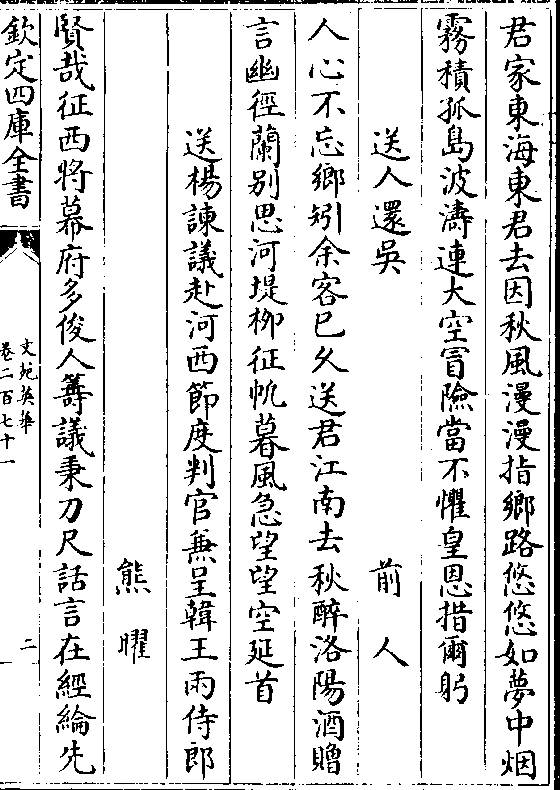 君家東海東君去因秋風漫漫指鄉路悠悠如夢中烟
霧積孤島波濤連大空冒險當不懼皇恩措爾躬
送人還吳 前人
人心不忘鄉矧余客已久送君江南去秋醉洛陽酒贈
言幽徑蘭别思河堤栁征帆暮風急望望空延首
送楊諫議赴河西節度判官兼呈韓王兩侍郎
熊曜
賢哉征西將幕府多俊人籌議秉刀尺話言在經綸先
欽定四庫全書
文苑英華
卷二百七十一
二